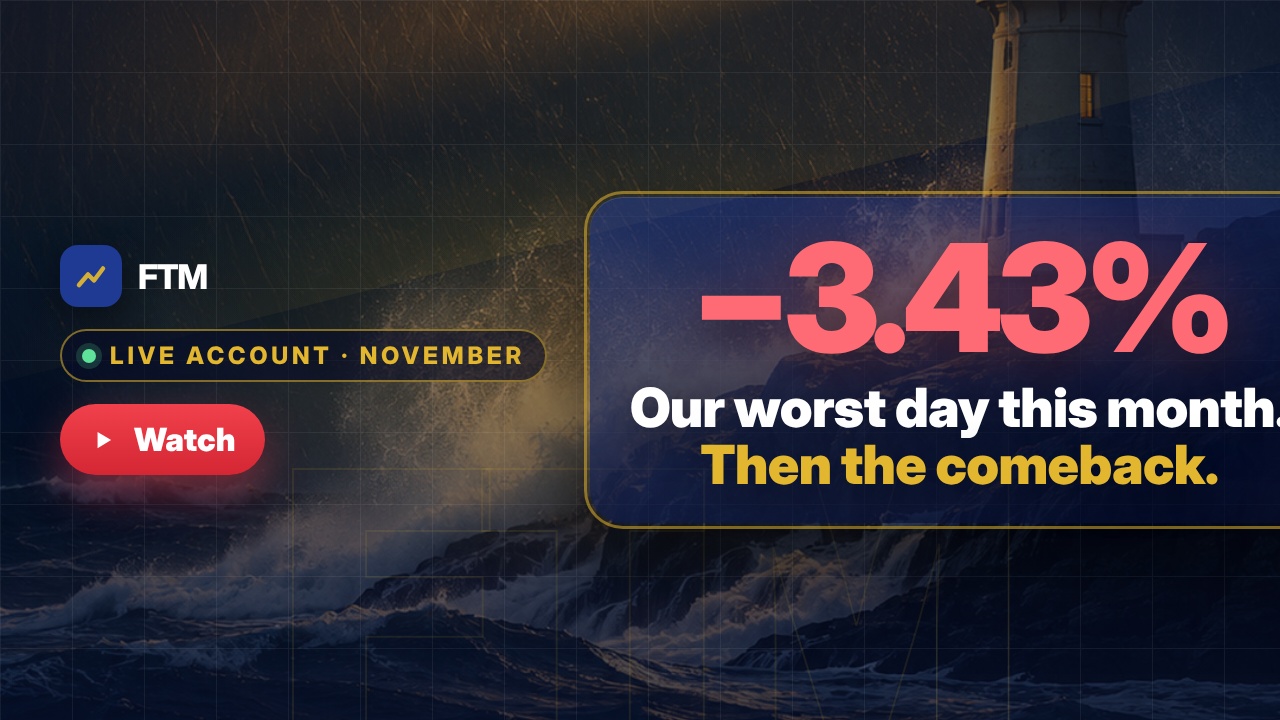 FTM
LIVE ACCOUNT · NOVEMBER
Watch
−3.43%
Our worst day this month.
Then the comeback.